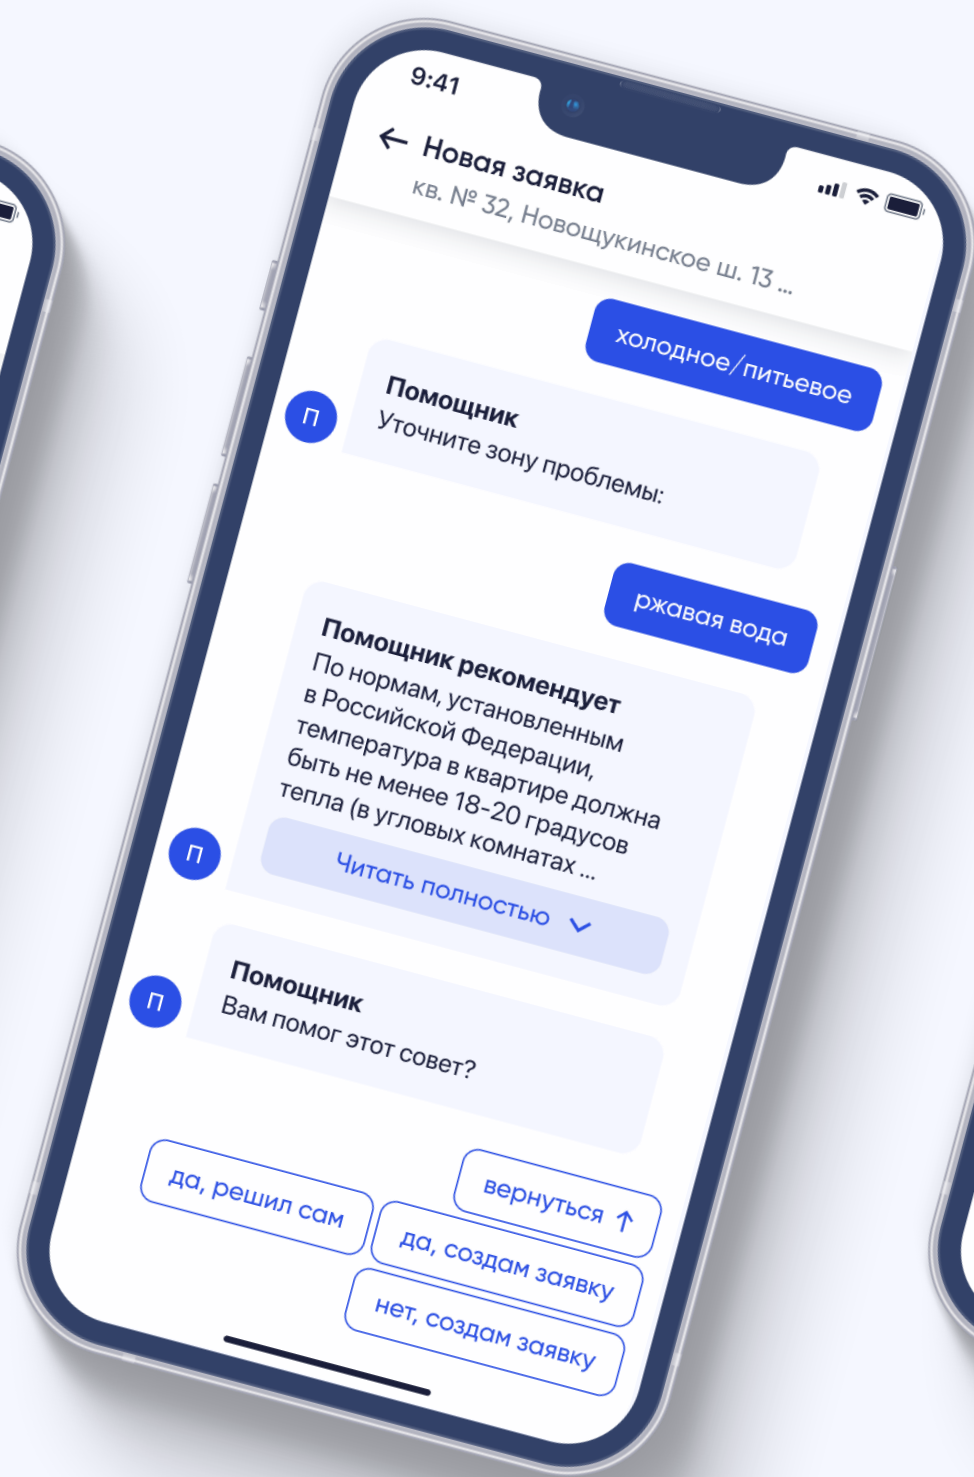 9:41
← Новая заявка
кв. № 32, Новощукинское ш. 13 ...
холодное/питьевое
П
Помощник
Уточните зону проблемы:
ржавая вода
Помощник рекомендует
По нормам, установленным
в Российской Федерации,
температура в квартире должна
быть не менее 18-20 градусов
тепла (в угловых комнатах ...
Читать полностью
П
Помощник
Вам помог этот совет?
П
вернуться ↑
да, решил сам
да, создам заявку
нет, создам заявку